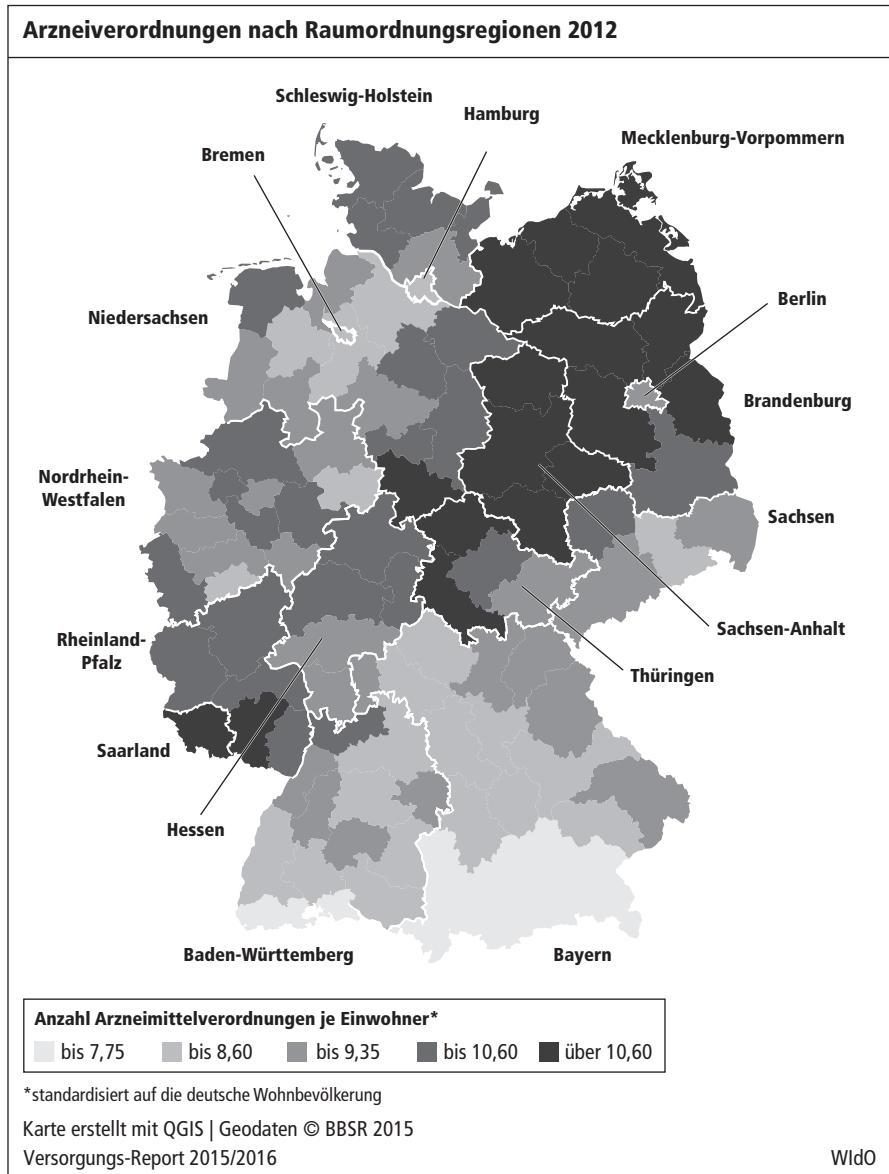 Arzneiverordnungen nach Raumordnungsregionen 2012
Schleswig-Holstein
Hamburg
Mecklenburg-Vorpommern
Bremen
Berlin
Niedersachsen
Brandenburg
Nordrhein-
Westfalen
Sachsen
Sachsen-Anhalt
Rheinland-
Pfalz
Thüringen
Saarland
Hessen
Baden-Württemberg
Bayern
Anzahl Arzneimittelverordnungen je Einwohner*
bis 7,75 bis 8,60 bis 9,35 bis 10,60 über 10,60
*standardisiert auf die deutsche Wohnbevölkerung
Karte erstellt mit QGIS | Geodaten © BBSR 2015
Versorgungs-Report 2015/2016 WIdO